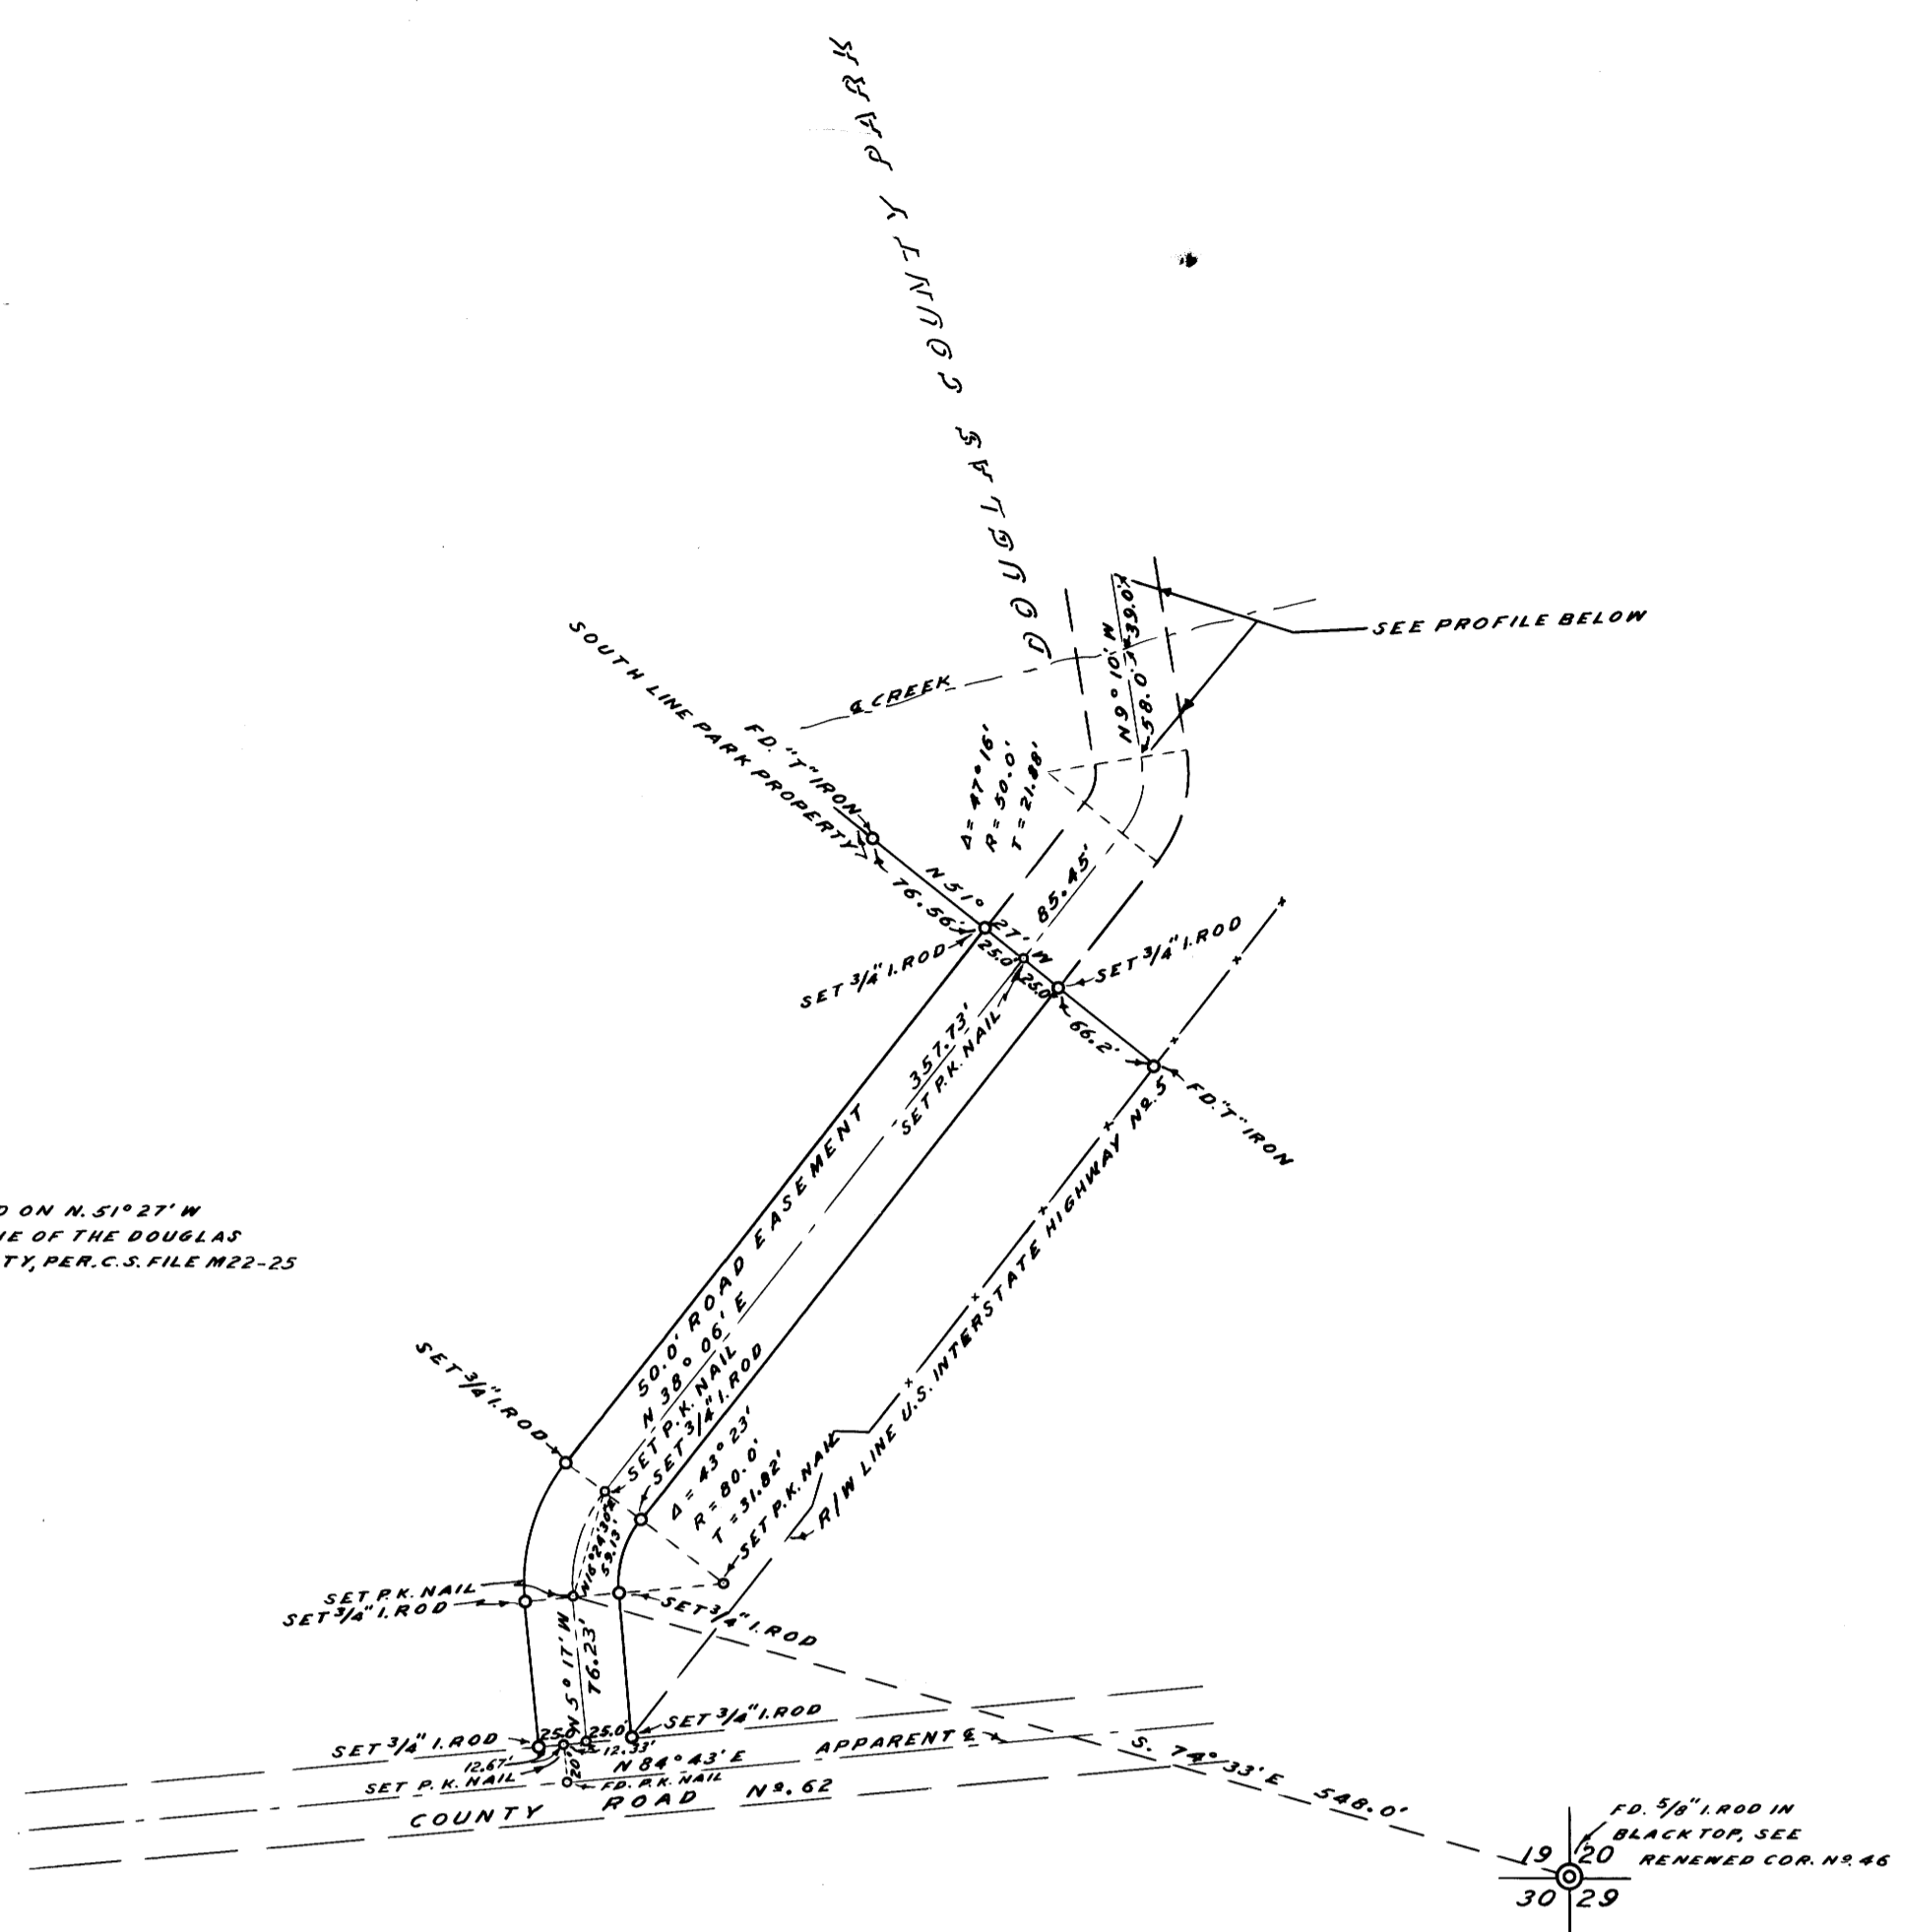 DOUGLAS COUNTY PARK
SEE PROFILE BELOW
N 9° 10' W
58.0'
39.0'
℄ CREEK
SOUTH LINE PARK PROPERTY
FD. "T" IRON
Δ = 47° 16'
R = 50.0'
T = 21.88'
N 51° 27' W
76.56'
85.45'
SET 3/4" I. ROD
25.0'
25.0'
SET 3/4" I. ROD
66.2'
FD. "T" IRON
357.73'
SET P.K. NAIL
50.0' ROAD EASEMENT
N 38° 06' E
SET P.K. NAIL
SET 3/4" I. ROD
R/W LINE U.S. INTERSTATE HIGHWAY Nº. 5
D ON N. 51° 27' W
NE OF THE DOUGLAS
TY, PER. C.S. FILE M22-25
SET 3/4" I. ROD
Δ = 43° 23'
R = 80.0'
T = 31.82'
SET P.K. NAIL
N 16° 24' 30" E
59.13'
SET P.K. NAIL
SET 3/4" I. ROD
SET 3/4" I. ROD
N 5° 17' W
76.23'
SET 3/4" I. ROD
25.0'
25.0'
SET 3/4" I. ROD
12.67'
12.33'
SET P.K. NAIL
20'
N 84° 43' E
APPARENT ℄
FD. P.K. NAIL
COUNTY ROAD Nº. 62
S. 74° 33' E 548.0'
FD. 5/8" I. ROD IN
BLACK TOP, SEE
RENEWED COR. Nº. 46
19 20
30 29